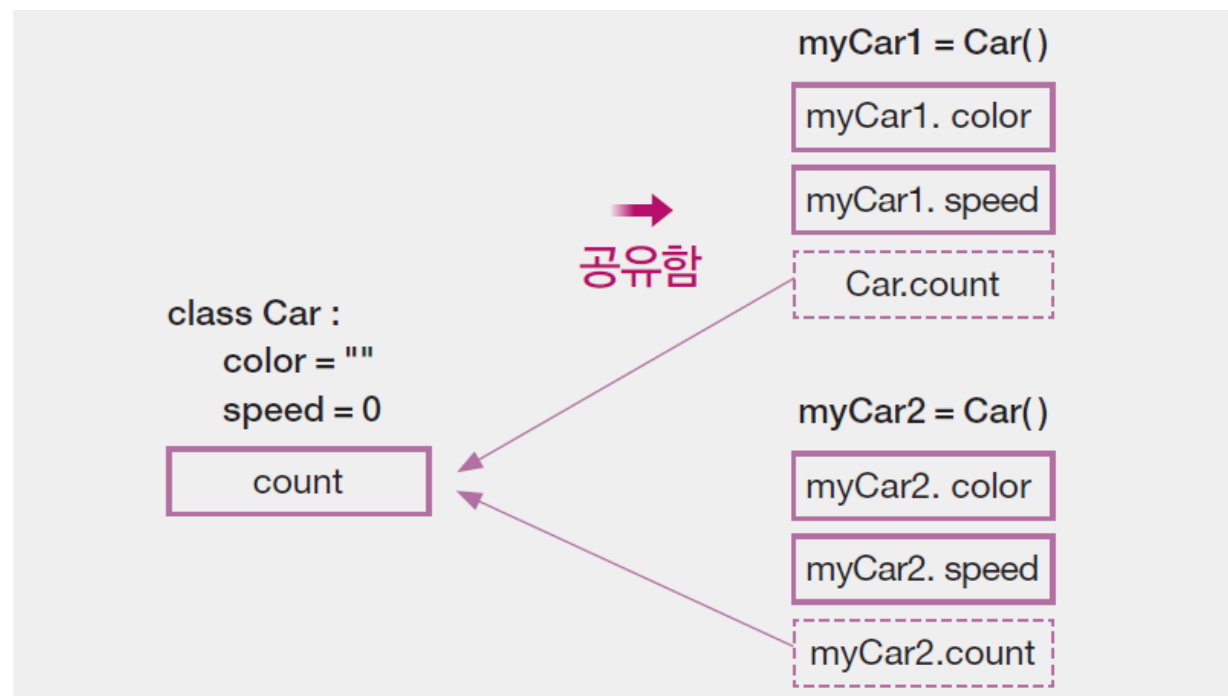 class Car :
color = ""
speed = 0
count
공유함
myCar1 = Car()
myCar1. color
myCar1. speed
Car.count
myCar2 = Car()
myCar2. color
myCar2. speed
myCar2.count